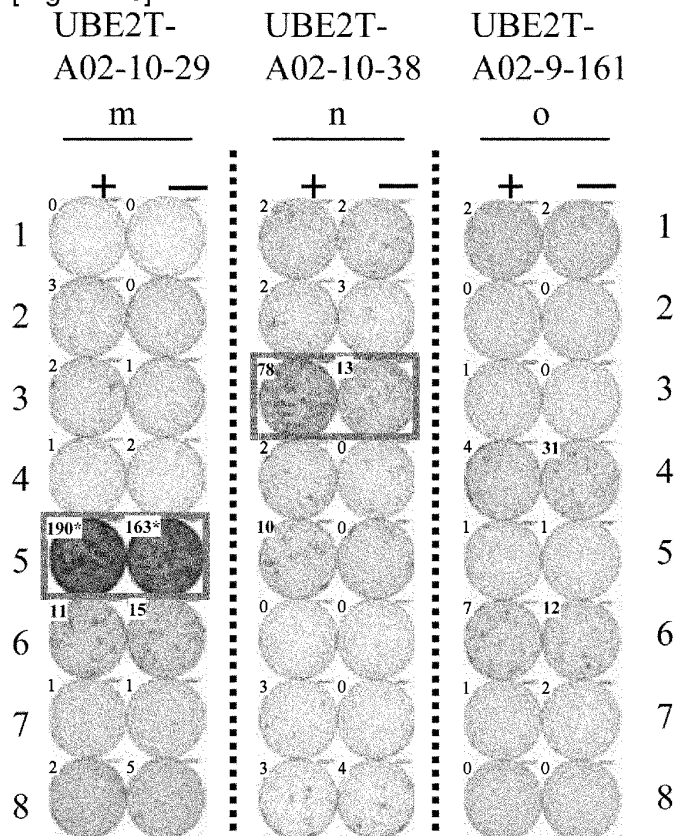 UBE2T- UBE2T- UBE2T-
A02-10-29 A02-10-38 A02-9-161
m n o
+ — + — + —
1 0 0 2 2 2 2 1
2 3 0 2 3 0 0 2
3 2 1 78 13 1 0 3
4 1 2 2 0 4 31 4
5 190* 163* 10 0 1 1 5
6 11 15 0 0 7 12 6
7 1 1 3 0 1 2 7
8 2 5 3 4 0 0 8